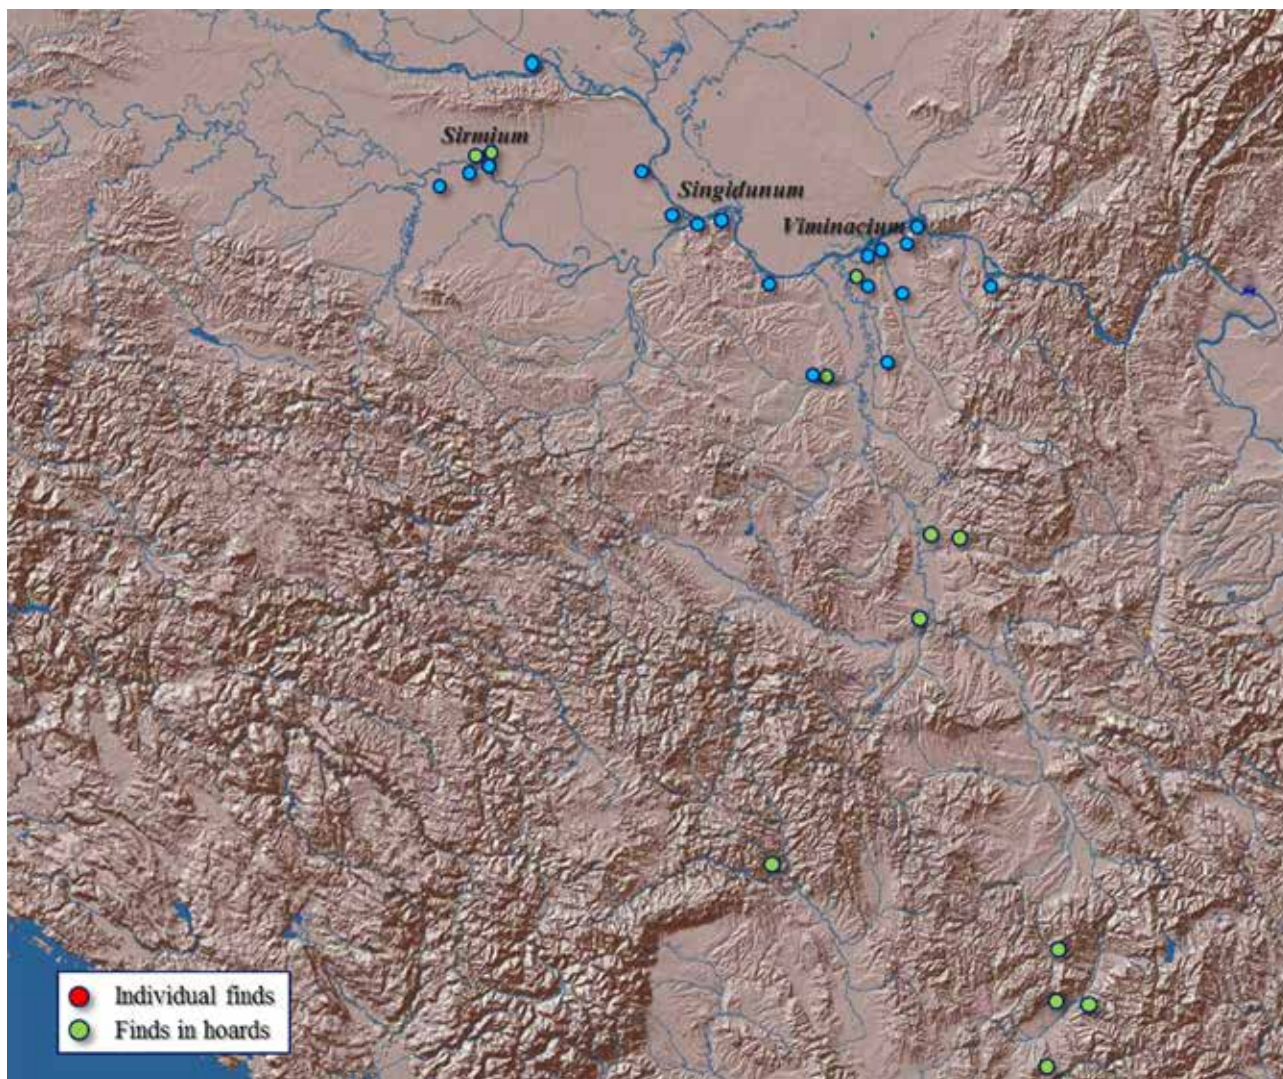 Sirmium
Singidunum
Viminacium
Individual finds
Finds in hoards